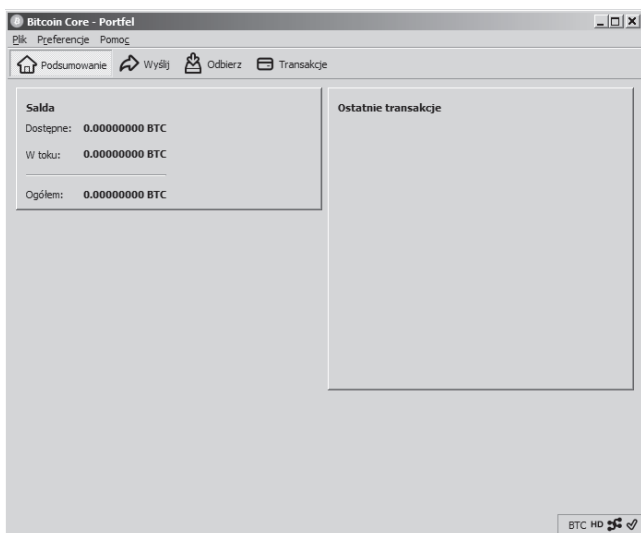 Bitcoin Core - Portfel
Plik Preferencje Pomoc
Podsumowanie Wyślij Odbierz Transakcje
Salda
Dostępne: 0.00000000 BTC
W toku: 0.00000000 BTC
Ogółem: 0.00000000 BTC
Ostatnie transakcje
BTC HD